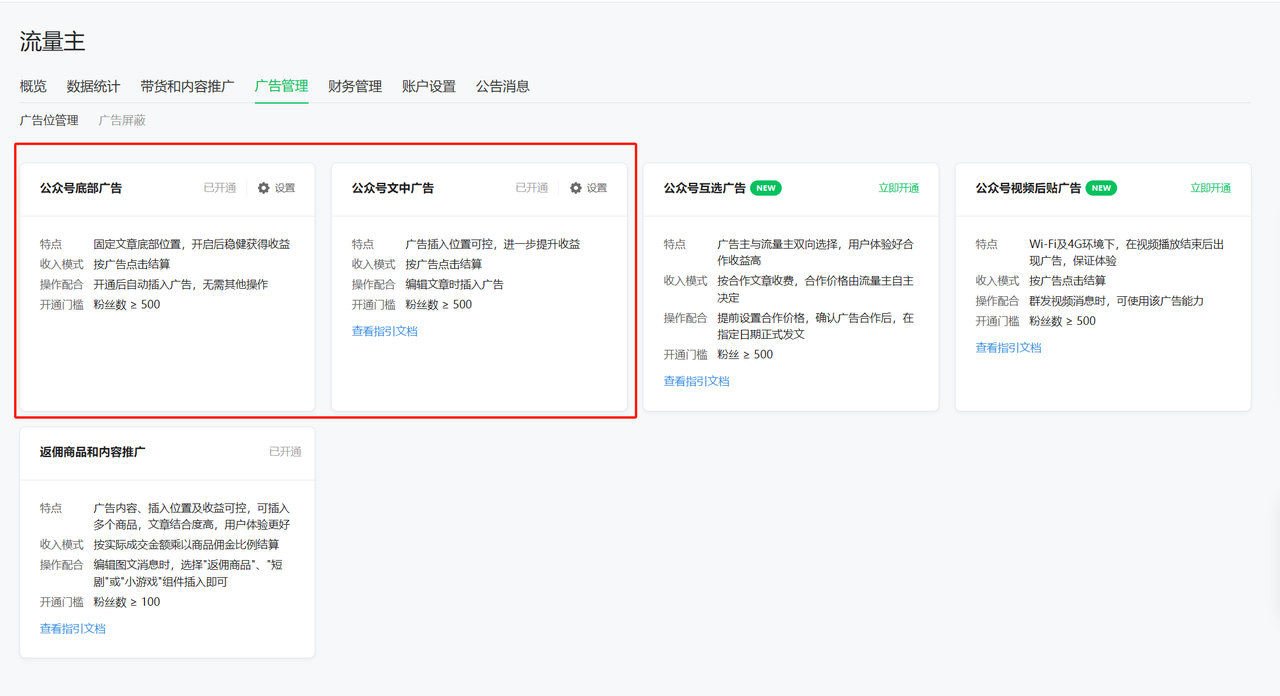 流量主
概览 数据统计 带货和内容推广 广告管理 财务管理 账户设置 公告消息
广告位管理 广告屏蔽
公众号底部广告 已开通 设置
特点 固定文章底部位置，开启后稳健获得收益
收入模式 按广告点击结算
操作配合 开通后自动插入广告，无需其他操作
开通门槛 粉丝数 ≥ 500
公众号文中广告 已开通 设置
特点 广告插入位置可控，进一步提升收益
收入模式 按广告点击结算
操作配合 编辑文章时插入广告
开通门槛 粉丝数 ≥ 500
查看指引文档
公众号互选广告 NEW 立即开通
特点 广告主与流量主双向选择，用户体验好合
作收益高
收入模式 按合作文章收费，合作价格由流量主自主
决定
操作配合 提前设置合作价格，确认广告合作后，在
指定日期正式发文
开通门槛 粉丝 ≥ 500
查看指引文档
公众号视频后贴广告 NEW 立即开通
特点 Wi-Fi及4G环境下，在视频播放结束后出
现广告，保证体验
收入模式 按广告点击结算
操作配合 群发视频消息时，可使用该广告能力
开通门槛 粉丝数 ≥ 500
查看指引文档
返佣商品和内容推广 已开通
特点 广告内容、插入位置及收益可控，可插入
多个商品，文章结合度高，用户体验更好
收入模式 按实际成交金额乘以商品佣金比例结算
操作配合 编辑图文消息时，选择"返佣商品"、"短
剧"或"小游戏"组件插入即可
开通门槛 粉丝数 ≥ 100
查看指引文档